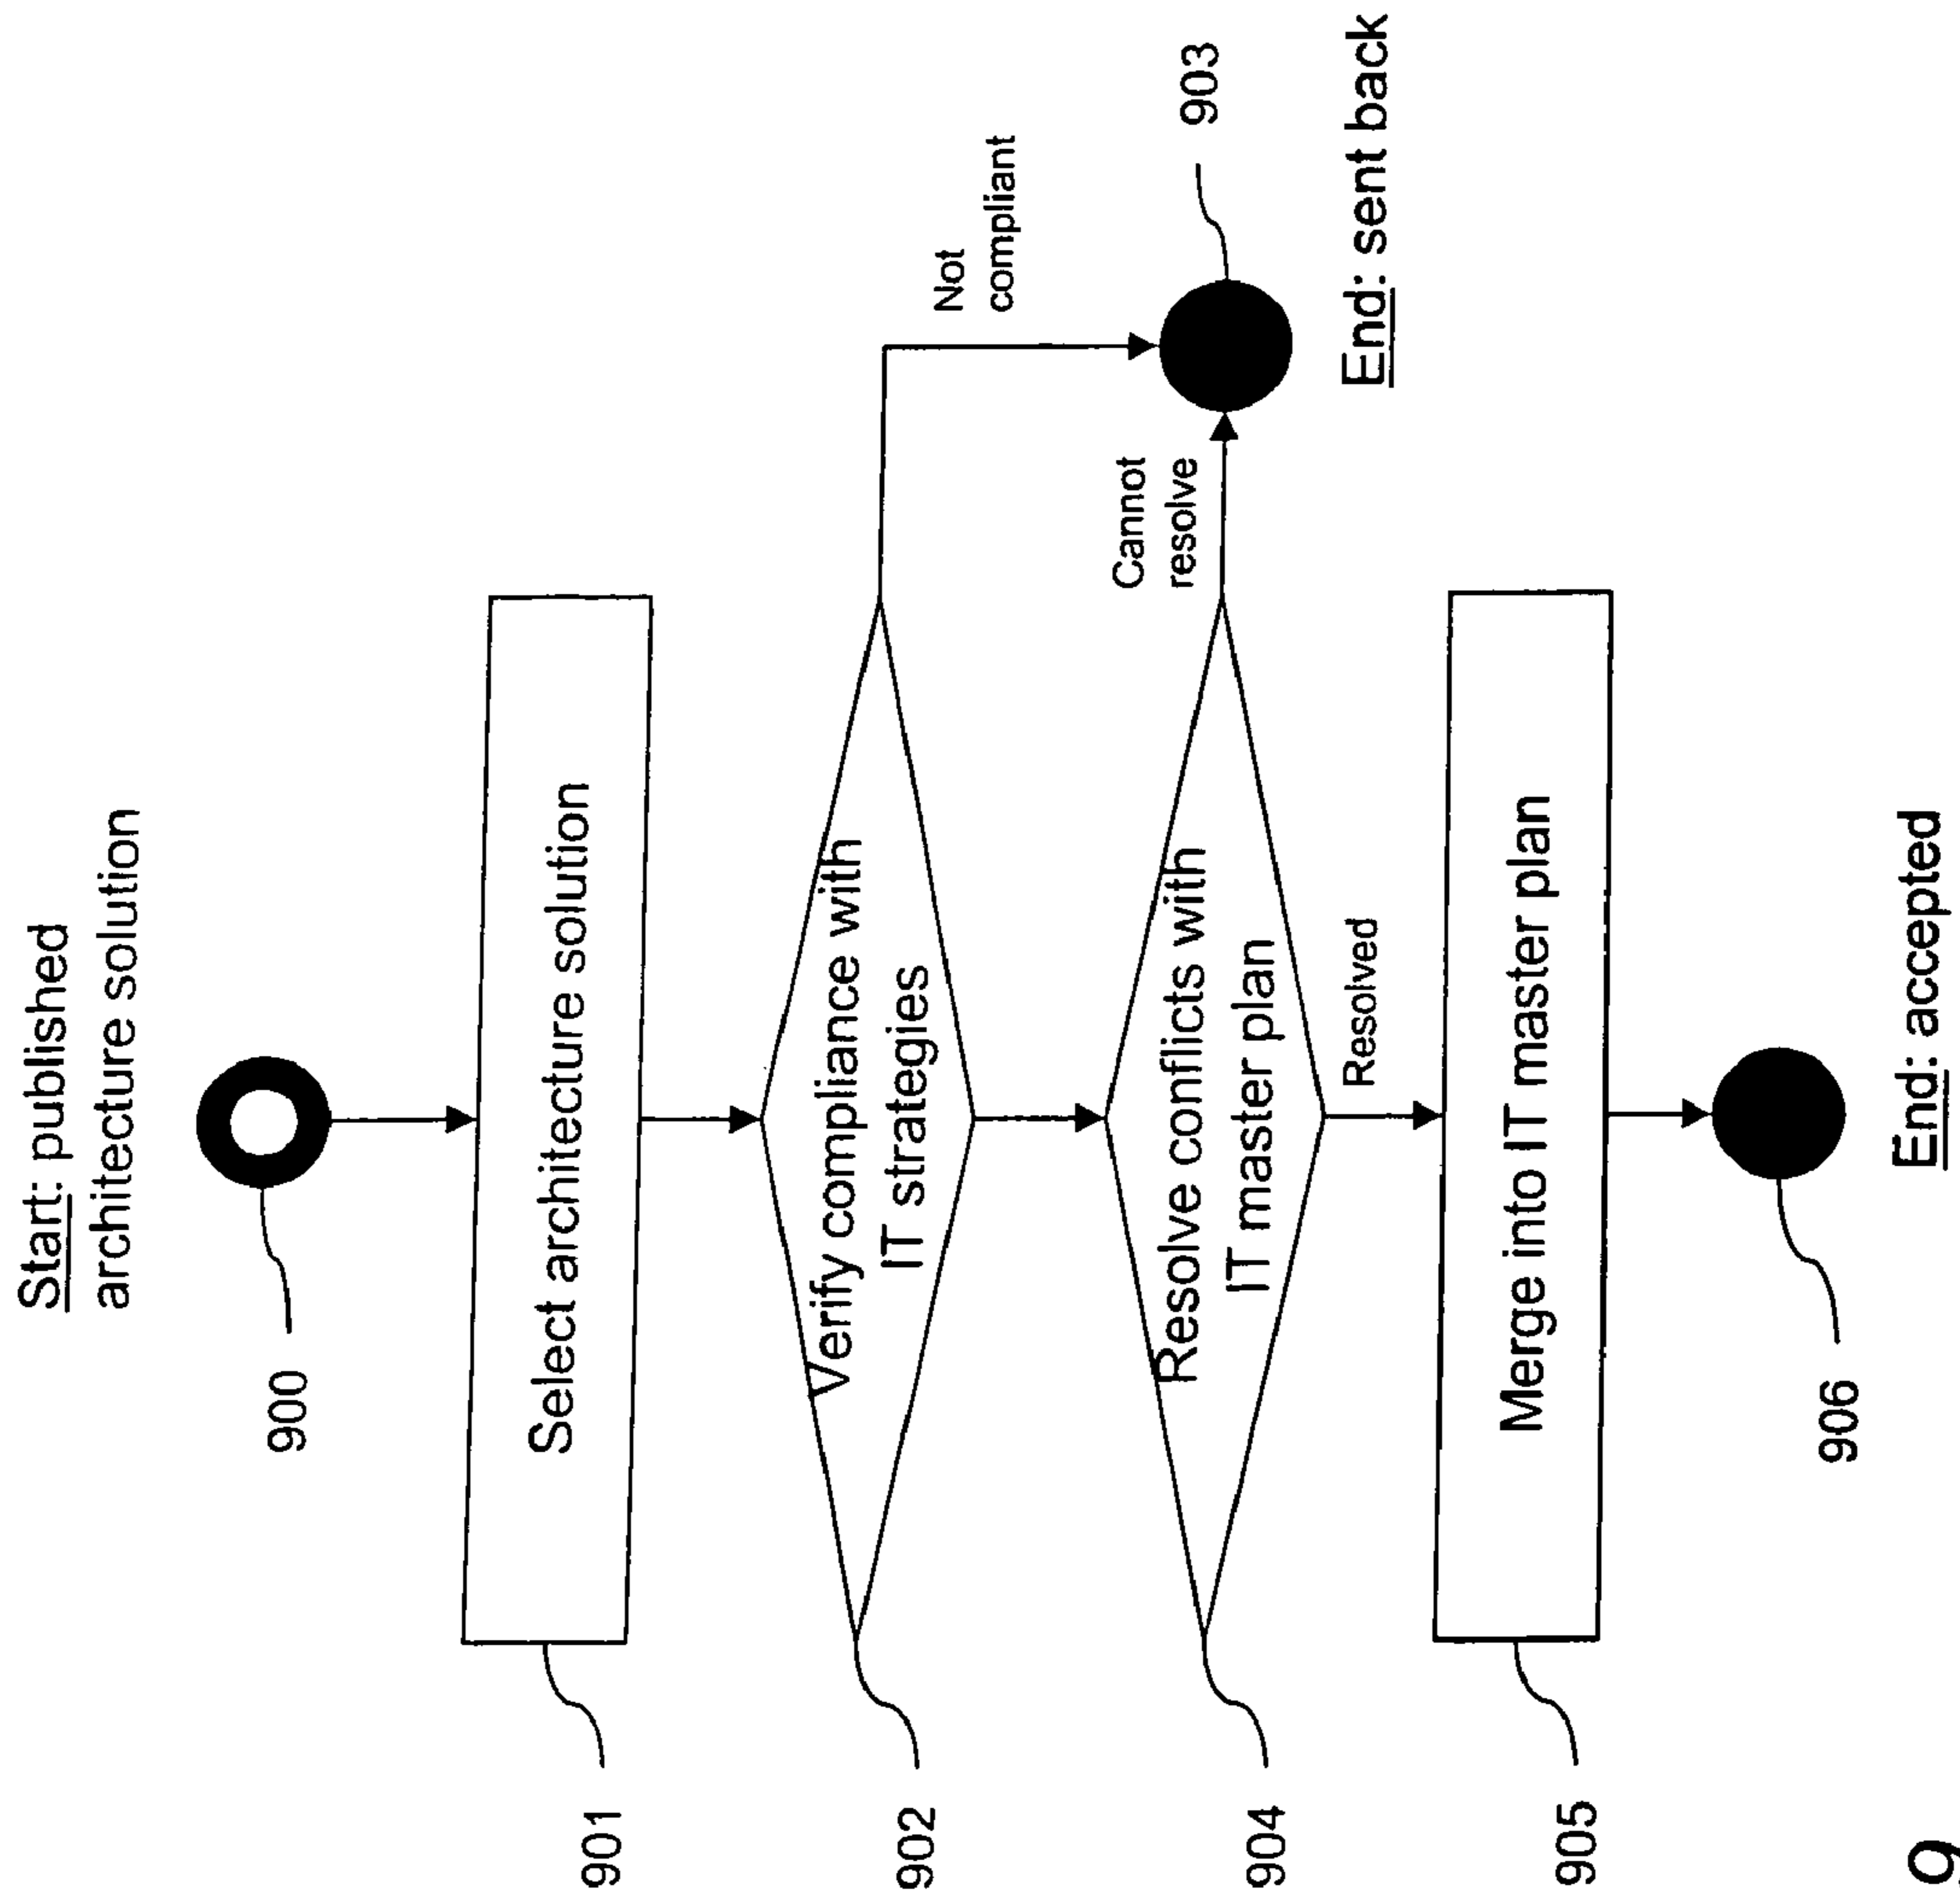 Start: published
architecture solution
900
Select architecture solution
901
Verify compliance with
IT strategies
902
Not
compliant
903
End: sent back
Cannot
resolve
Resolve conflicts with
IT master plan
904
Resolved
Merge into IT master plan
905
906
End: accepted
9